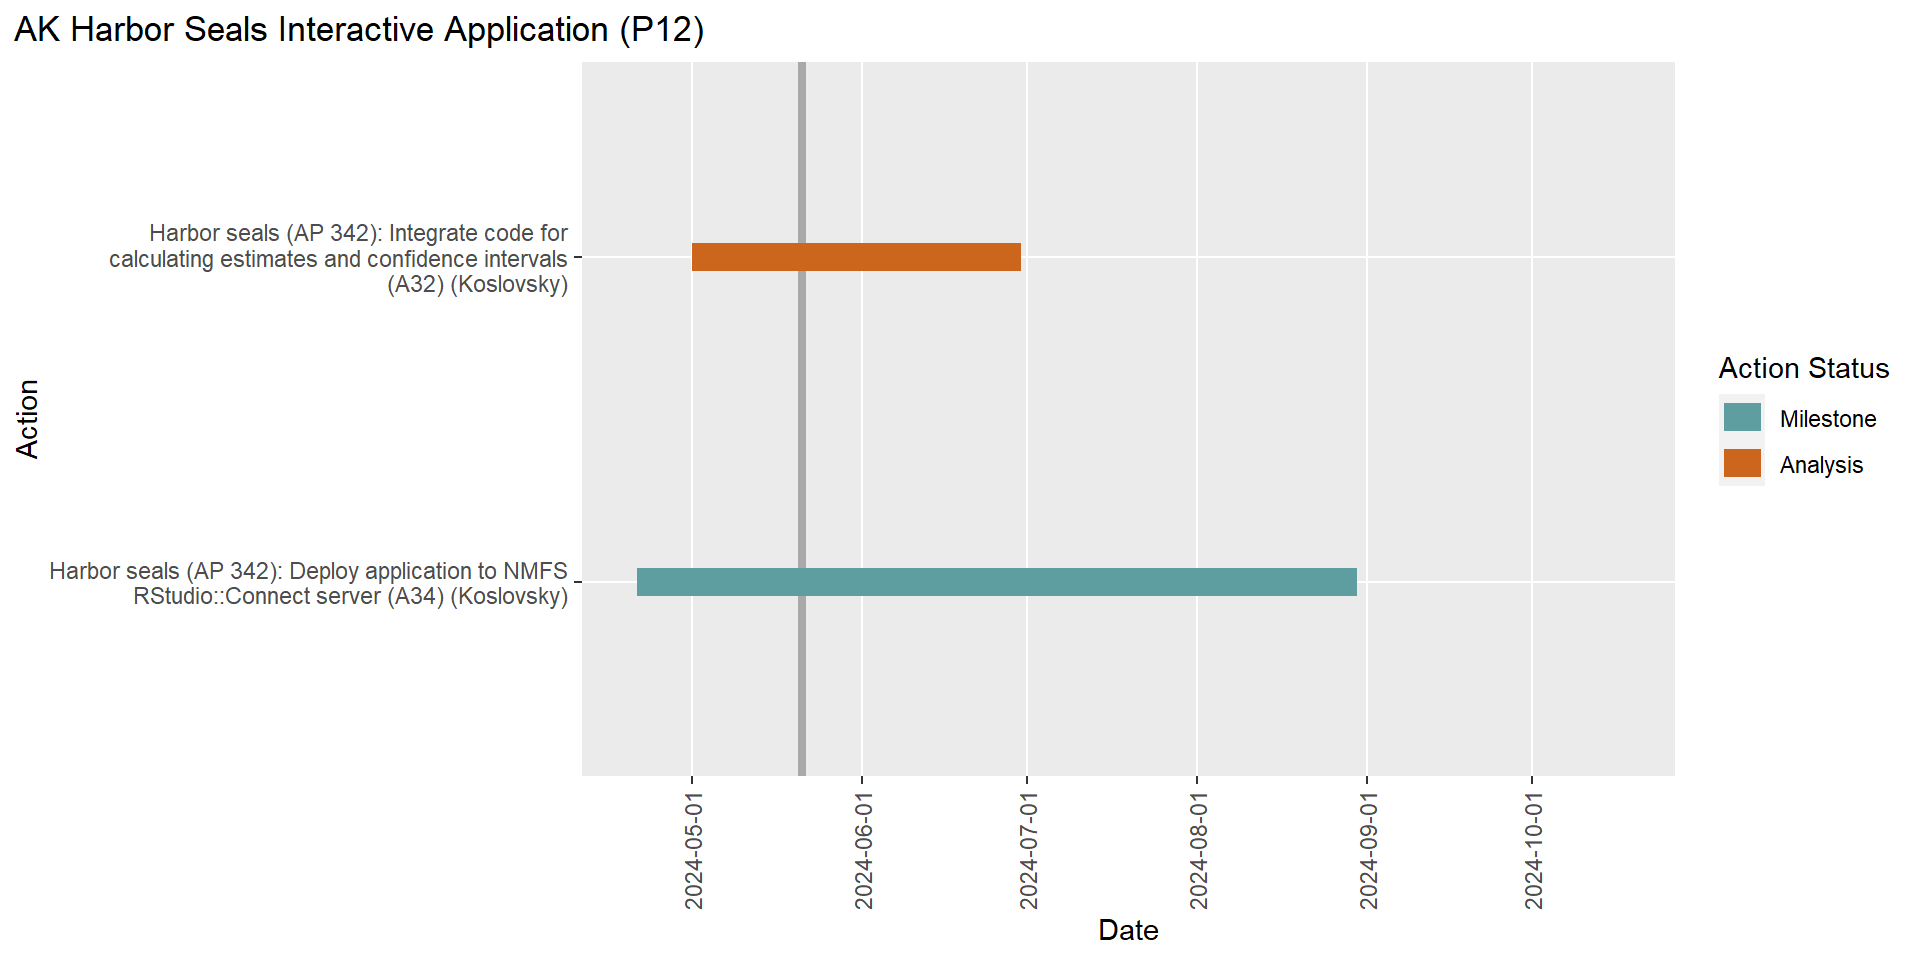 AK Harbor Seals Interactive Application (P12)
Action
Harbor seals (AP 342): Integrate code for
calculating estimates and confidence intervals
(A32) (Koslovsky)
Harbor seals (AP 342): Deploy application to NMFS
RStudio::Connect server (A34) (Koslovsky)
2024-05-01
2024-06-01
2024-07-01
2024-08-01
2024-09-01
2024-10-01
Date
Action Status
Milestone
Analysis